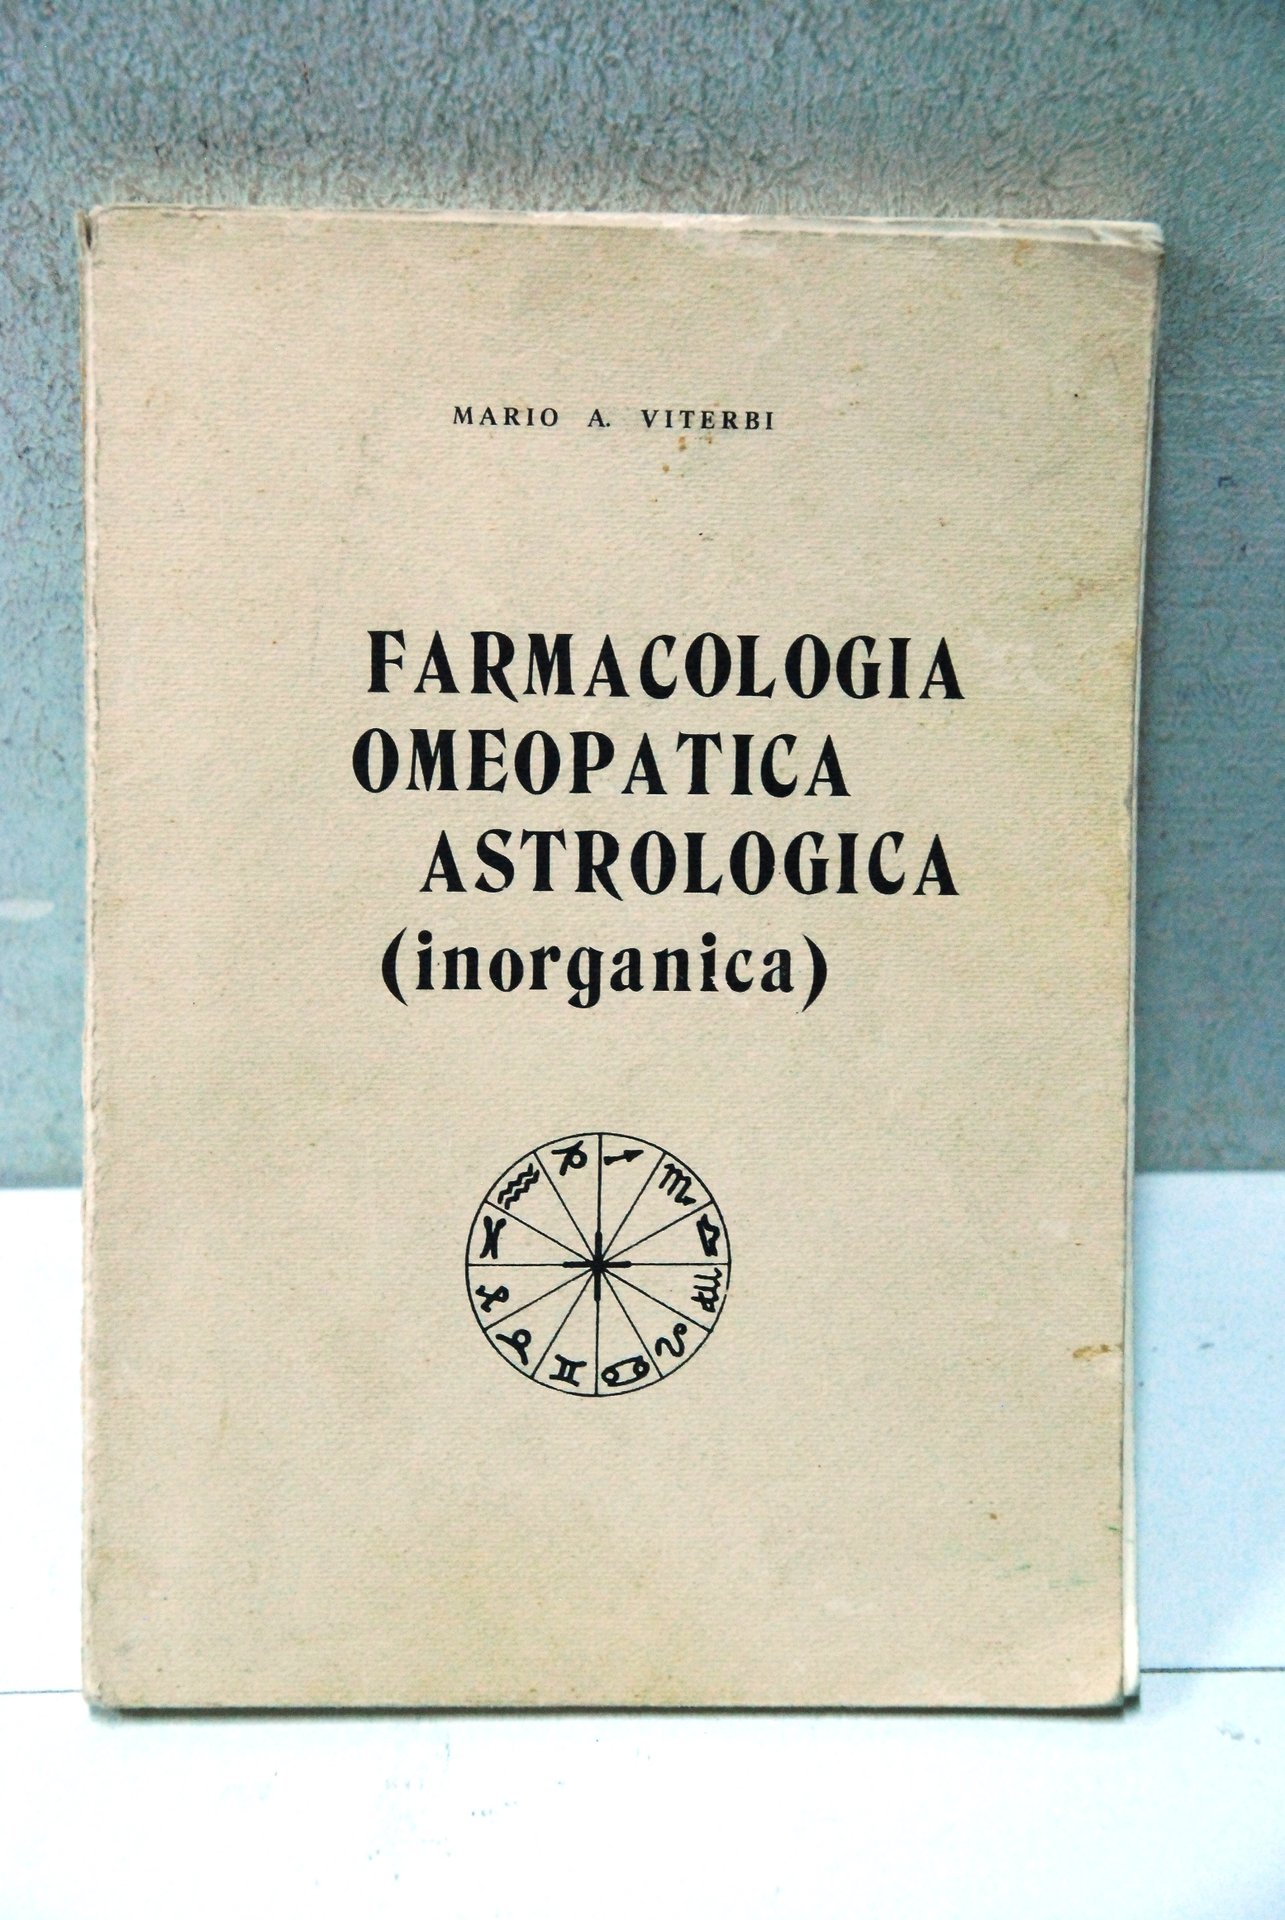 MARIO A. VITERBI
FARMACOLOGIA
OMEOPATICA
ASTROLOGICA
(inorganica)